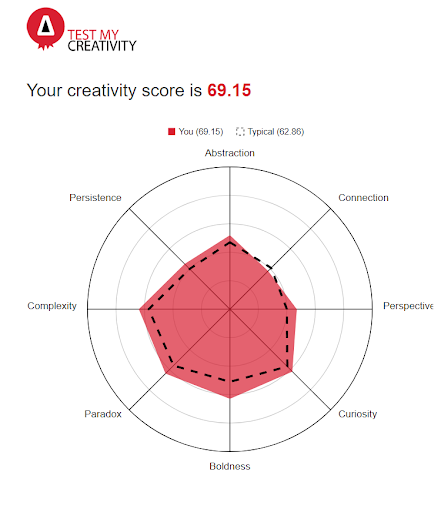 TEST MY
CREATIVITY
Your creativity score is 69.15
You (69.15) Typical (62.86)
Abstraction
Persistence Connection
Complexity Perspective
Paradox Curiosity
Boldness